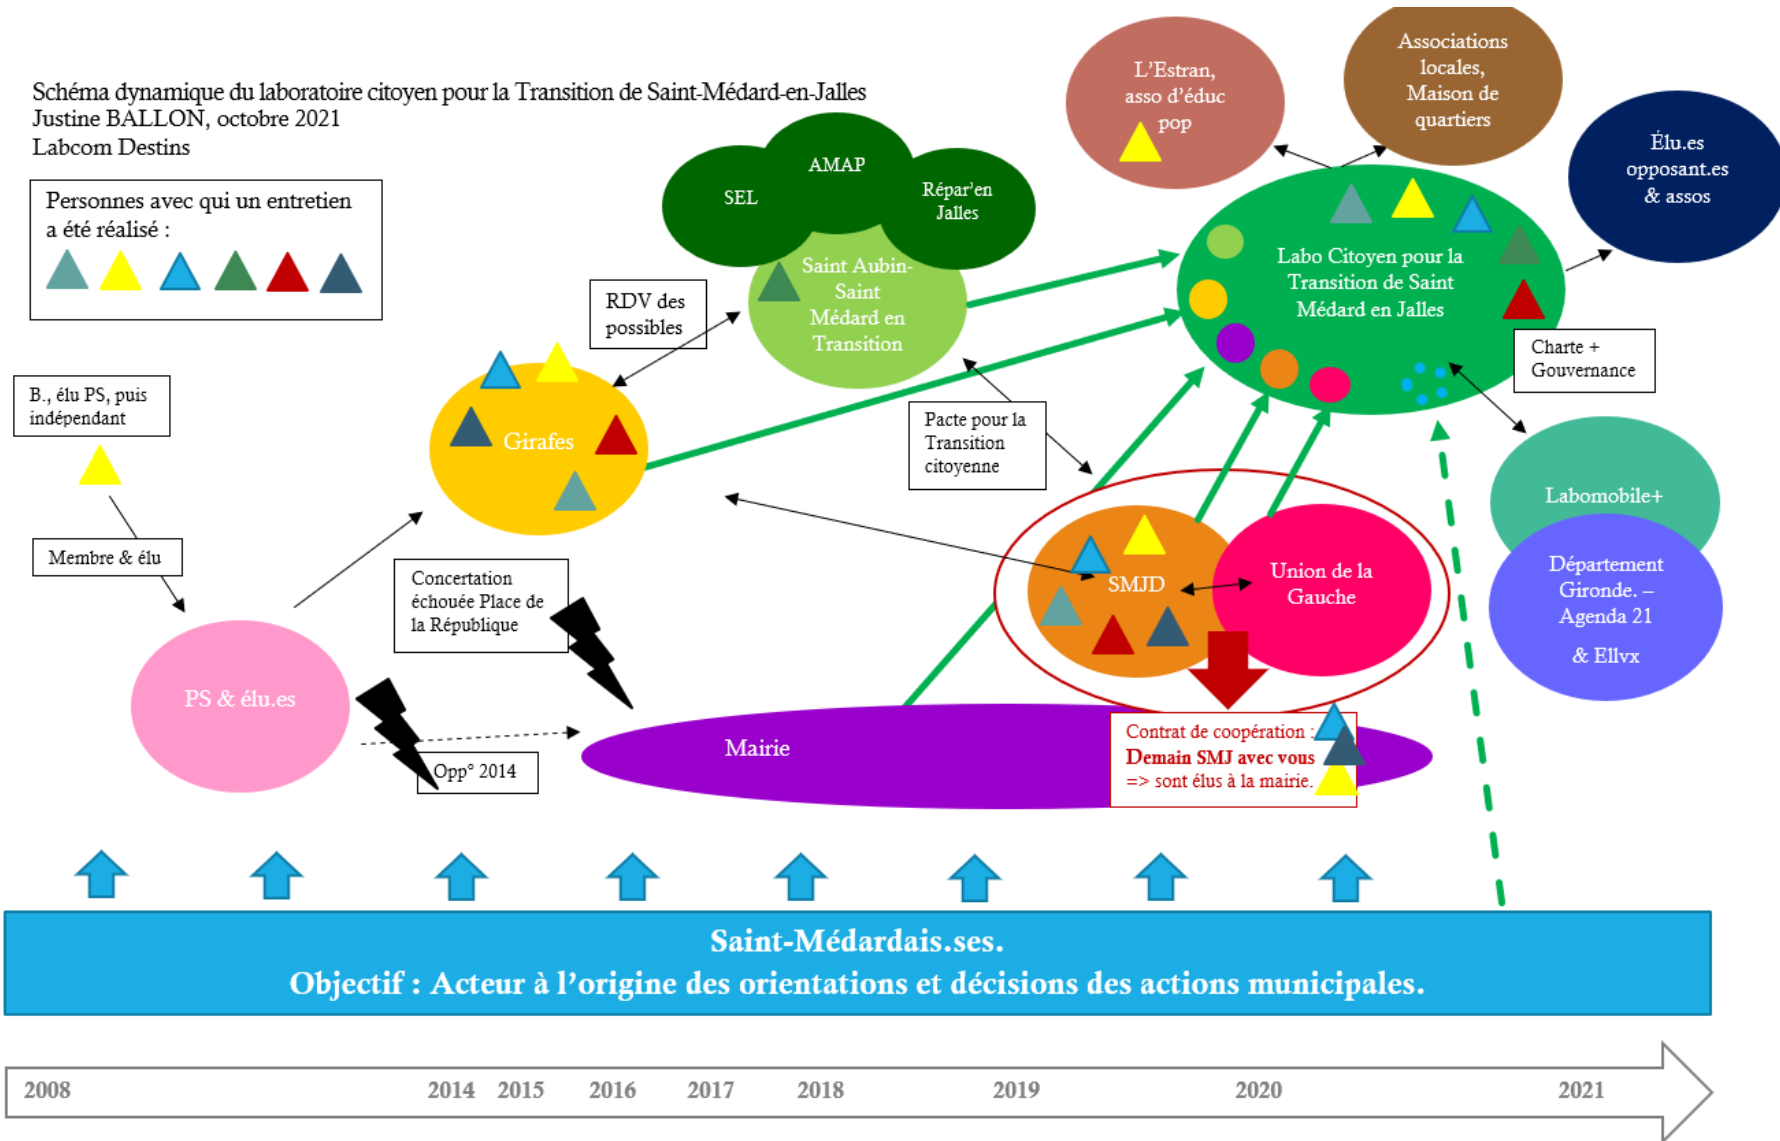 Schéma dynamique du laboratoire citoyen pour la Transition de Saint-Médard-en-Jalles
Justine BALLON, octobre 2021
Labcom Destins
Personnes avec qui un entretien
a été réalisé :
B., élu PS, puis
indépendant
Membre & élu
PS & élu.es
Opp° 2014
Concertation
échouée Place de
la République
Girafes
RDV des
possibles
SEL
AMAP
Répar'en
Jalles
Saint Aubin-
Saint
Médard en
Transition
Pacte pour la
Transition
citoyenne
Mairie
SMJD
Union de la
Gauche
Contrat de coopération :
Demain SMJ avec vous
=> sont élus à la mairie.
L'Estran,
asso d'éduc
pop
Associations
locales,
Maison de
quartiers
Élu.es
opposant.es
& assos
Labo Citoyen pour la
Transition de Saint
Médard en Jalles
Charte +
Gouvernance
Labomobile+
Département
Gironde. –
Agenda 21
& Ellvx
Saint-Médardais.ses.
Objectif : Acteur à l'origine des orientations et décisions des actions municipales.
2008 2014 2015 2016 2017 2018 2019 2020 2021